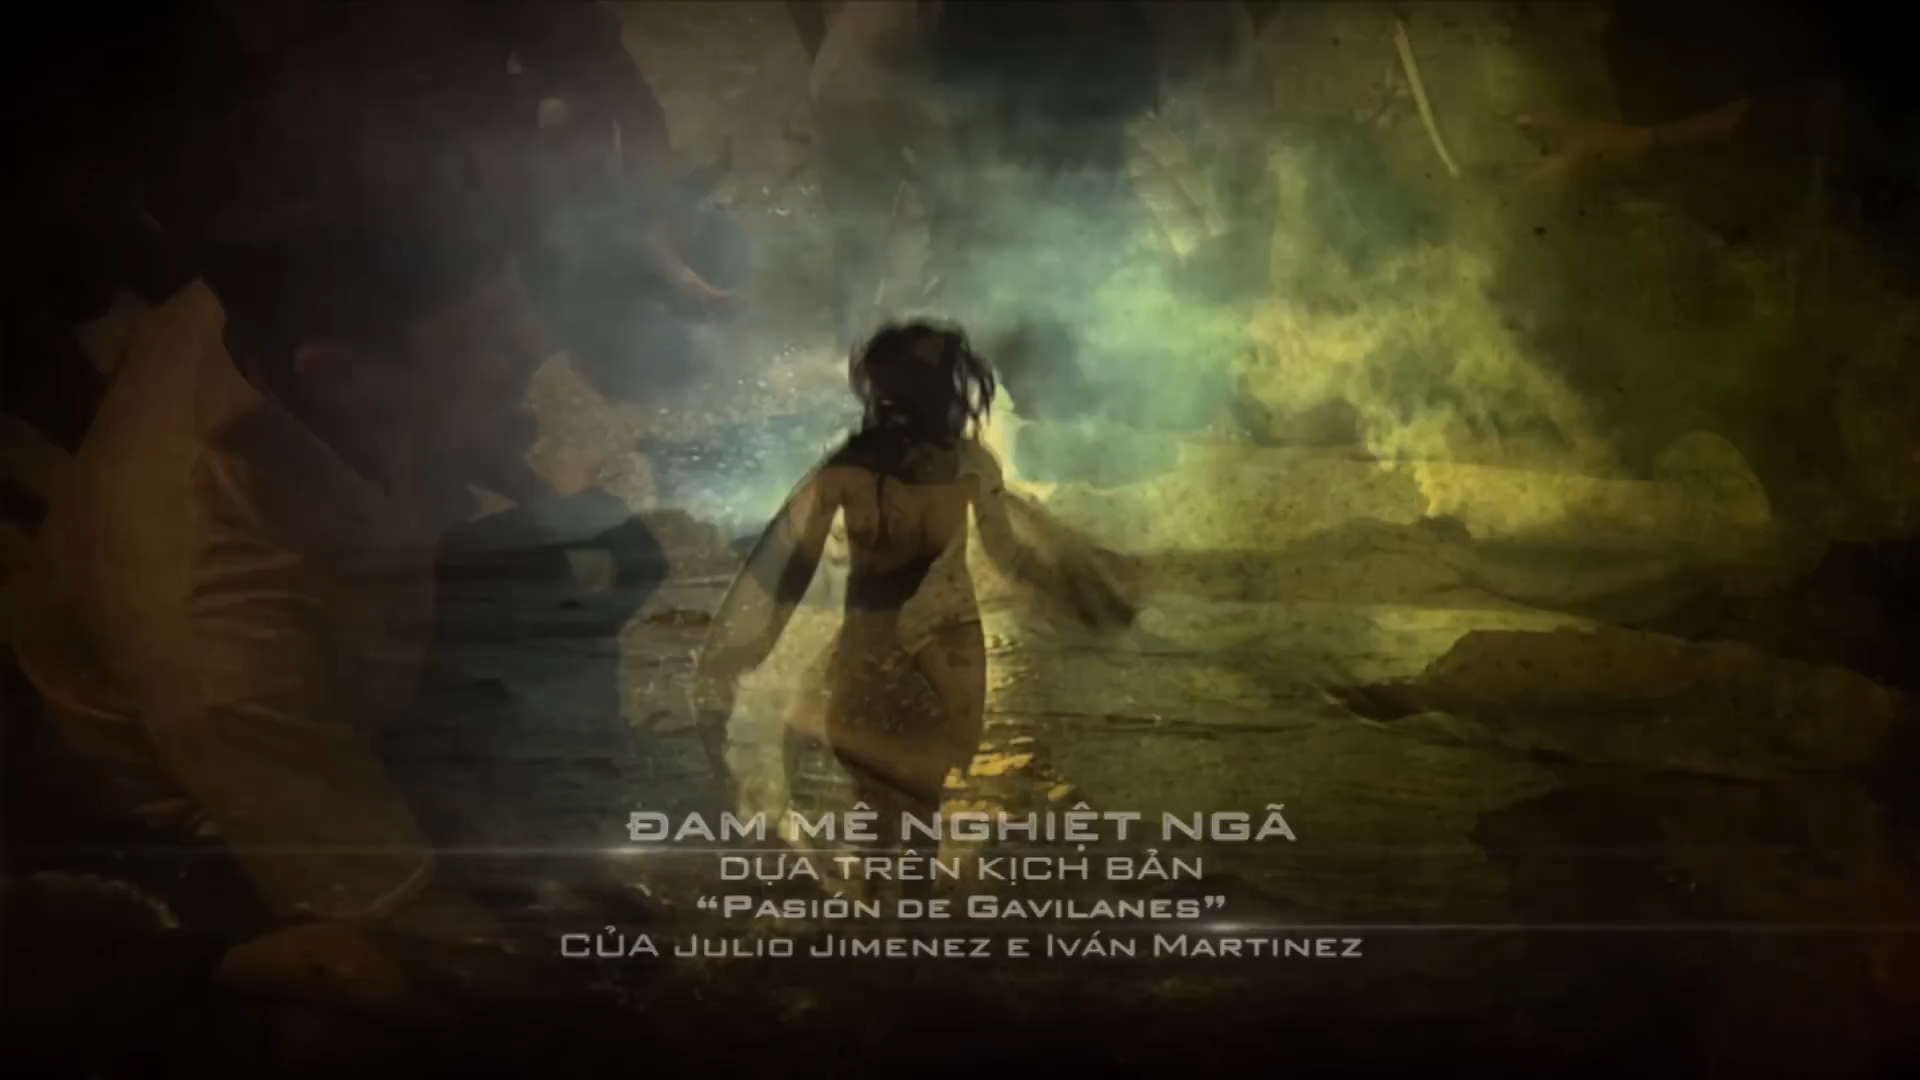 ĐAM MÊ NGHIỆT NGÃ
DỰA TRÊN KỊCH BẢN
“PASIÓN DE GAVILANES”
CỦA JULIO JIMENEZ E IVÁN MARTINEZ